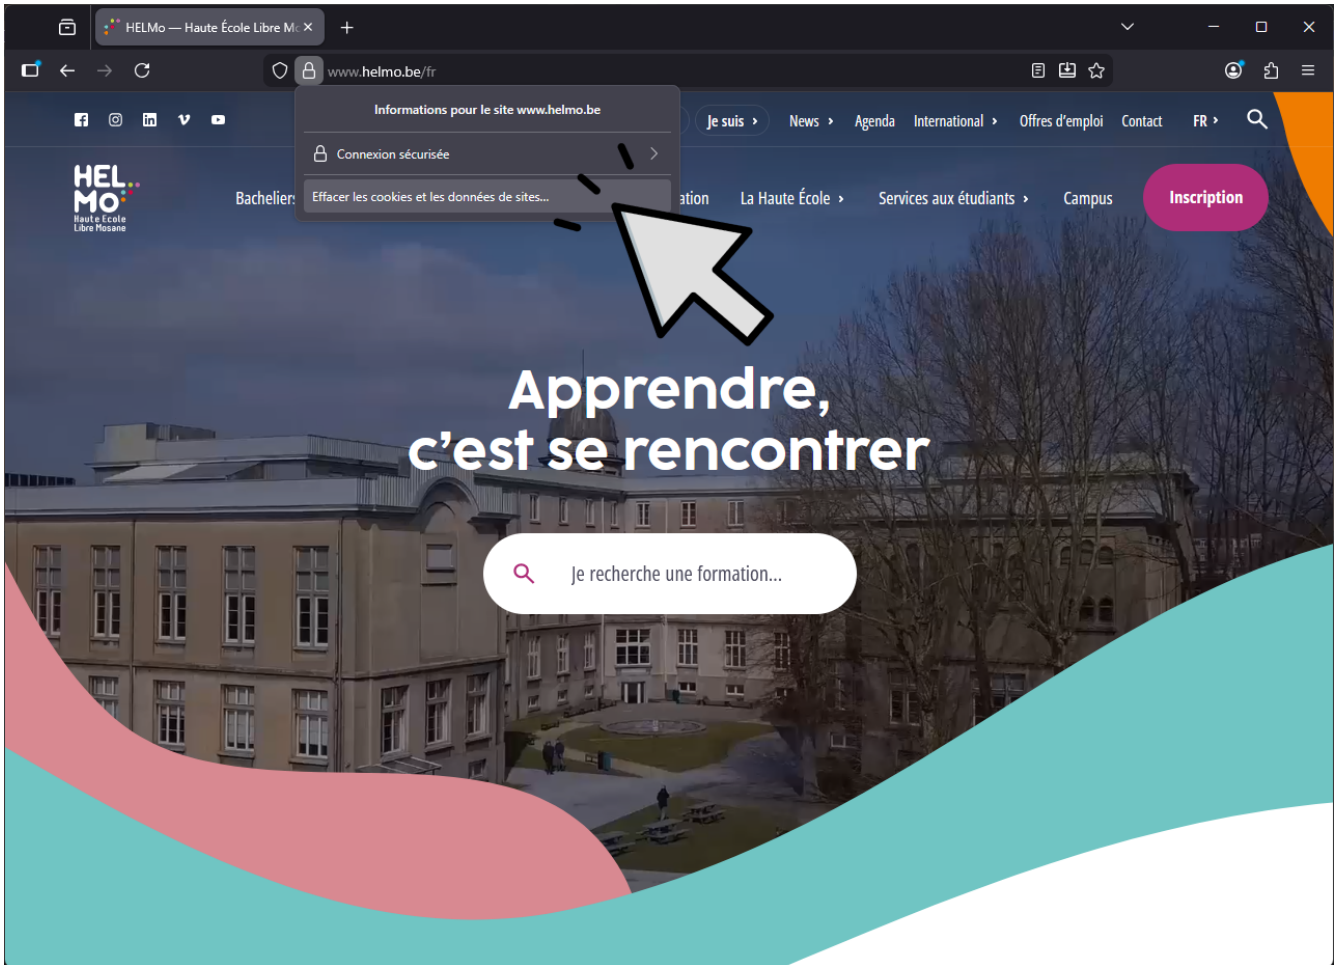 HELMo — Haute École Libre Mo
www.helmo.be/fr
Informations pour le site www.helmo.be
Connexion sécurisée
Effacer les cookies et les données de sites...
Je suis
News
Agenda
International
Offres d'emploi
Contact
FR
HEL
MO
Haute Ecole
Libre Mosane
La Haute École
Services aux étudiants
Campus
Inscription
Apprendre,
c'est se rencontrer
Je recherche une formation...